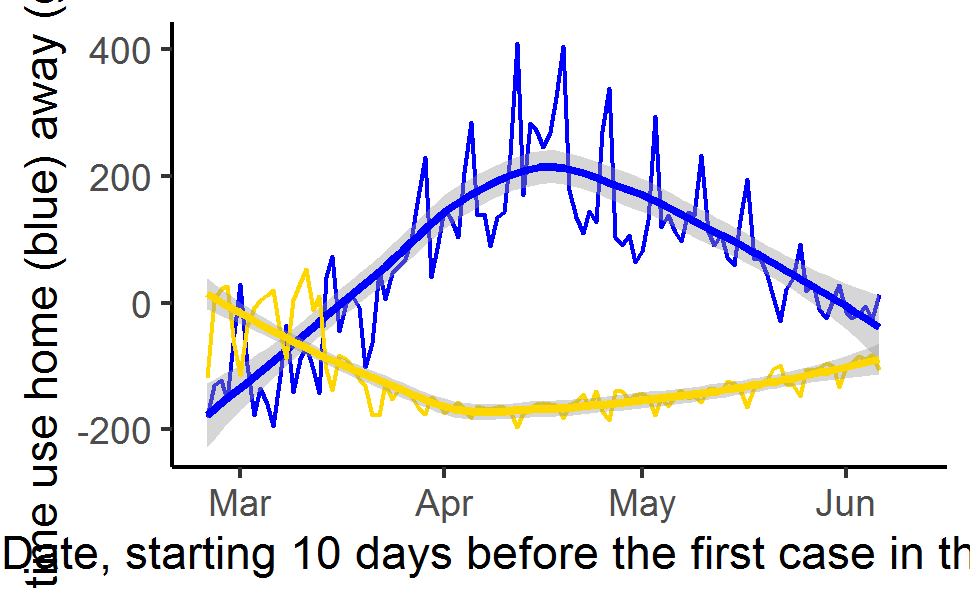 time use home (blue) away (
400
200
0
-200
Mar Apr May Jun
Date, starting 10 days before the first case in th